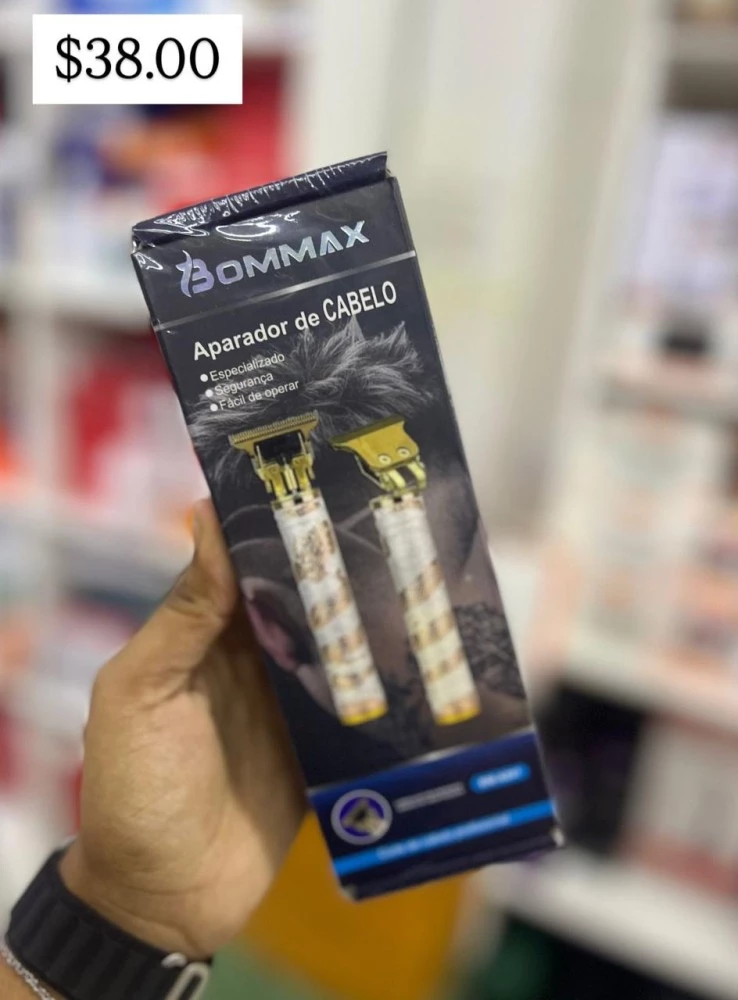 $38.00
BOMMAX
Aparador de CABELO
Especializado
Segurança
Fácil de operar